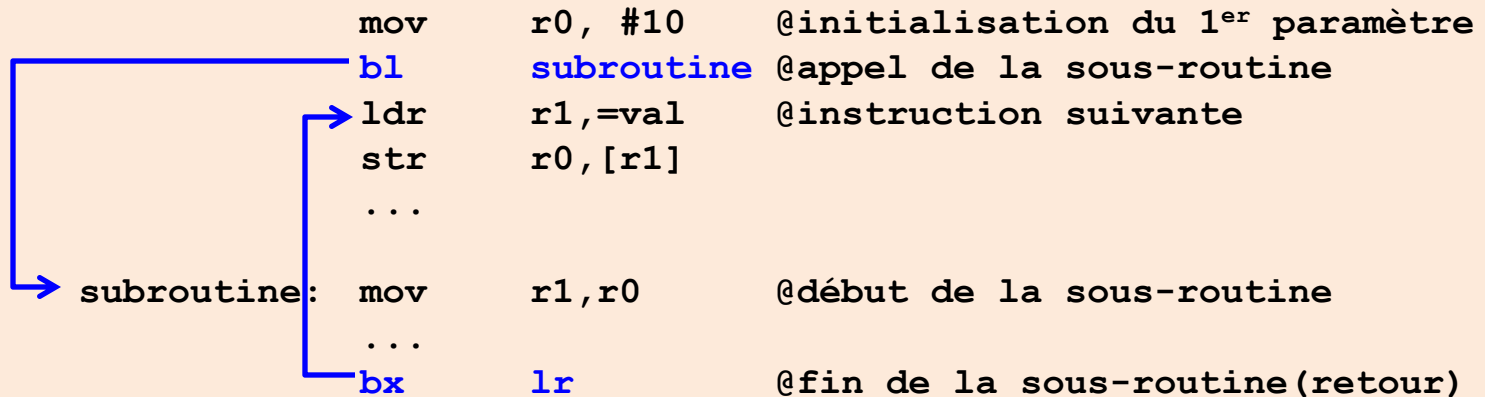 mov r0, #10 @initialisation du 1er paramètre
bl subroutine @appel de la sous-routine
ldr r1,=val @instruction suivante
str r0,[r1]
...
subroutine: mov r1,r0 @début de la sous-routine
...
bx lr @fin de la sous-routine(retour)